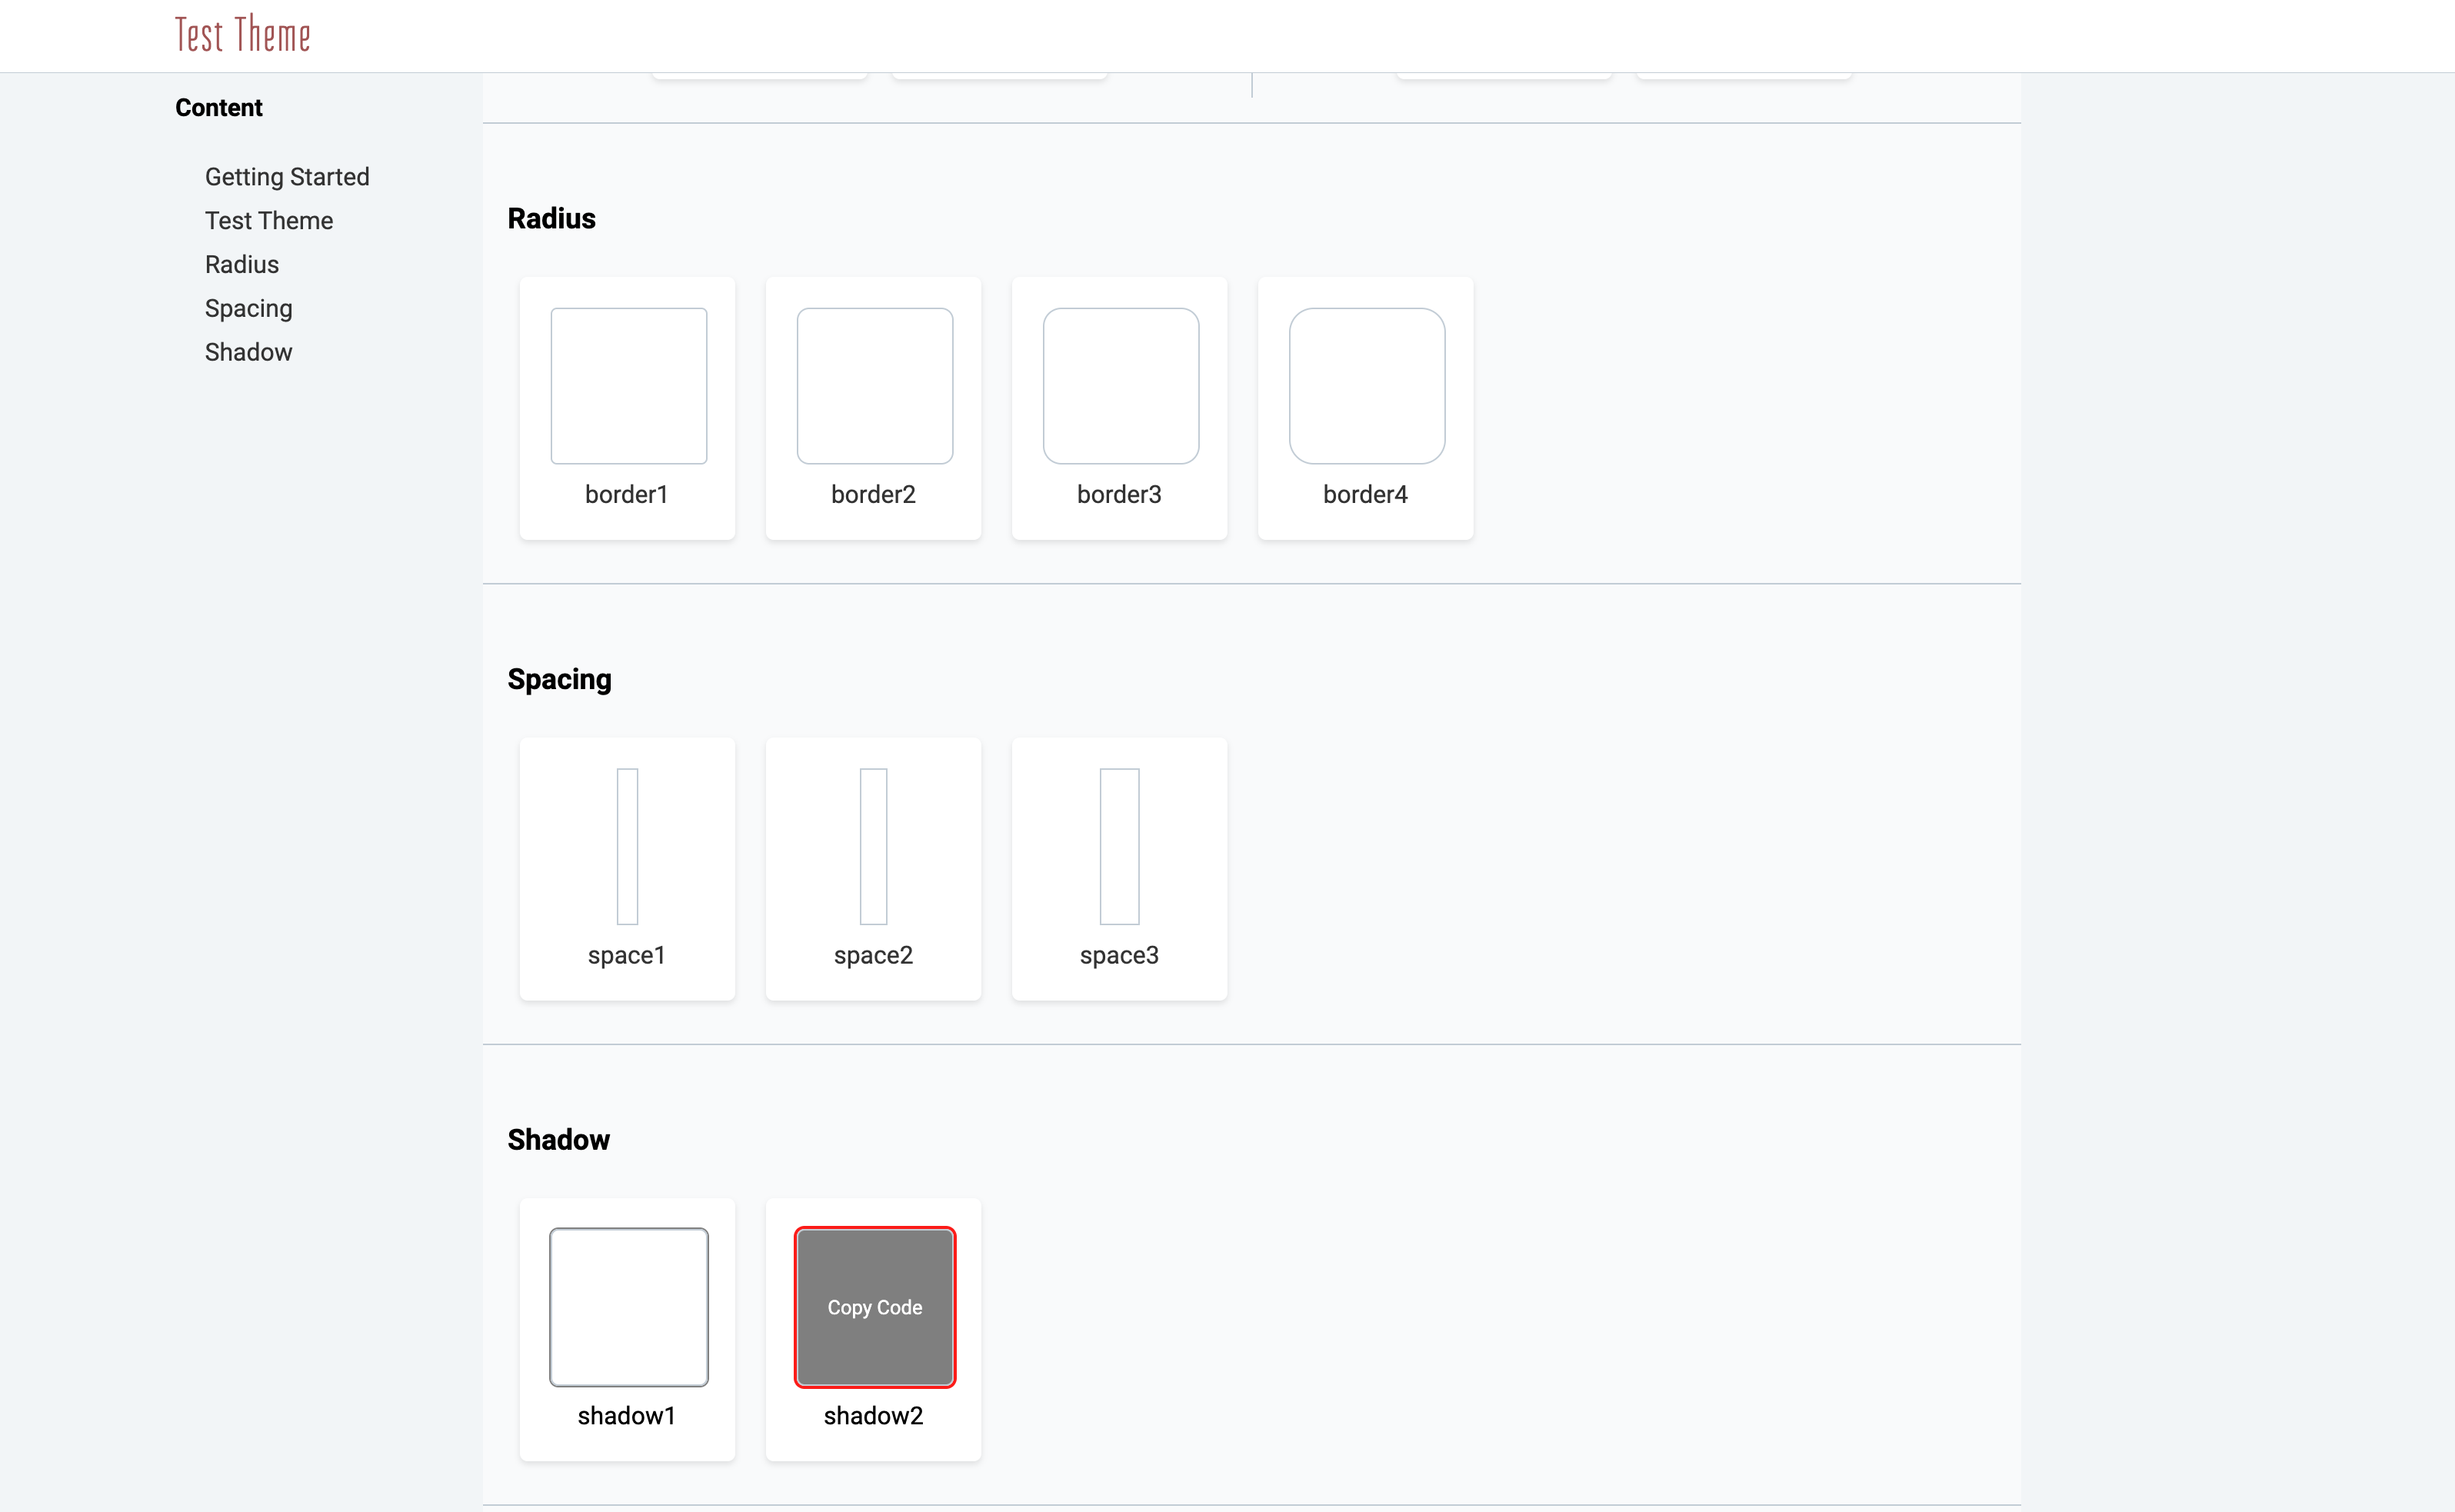 Test Theme
Content
Getting Started
Test Theme
Radius
Spacing
Shadow
Radius
border1
border2
border3
border4
Spacing
space1
space2
space3
Shadow
Copy Code
shadow1
shadow2